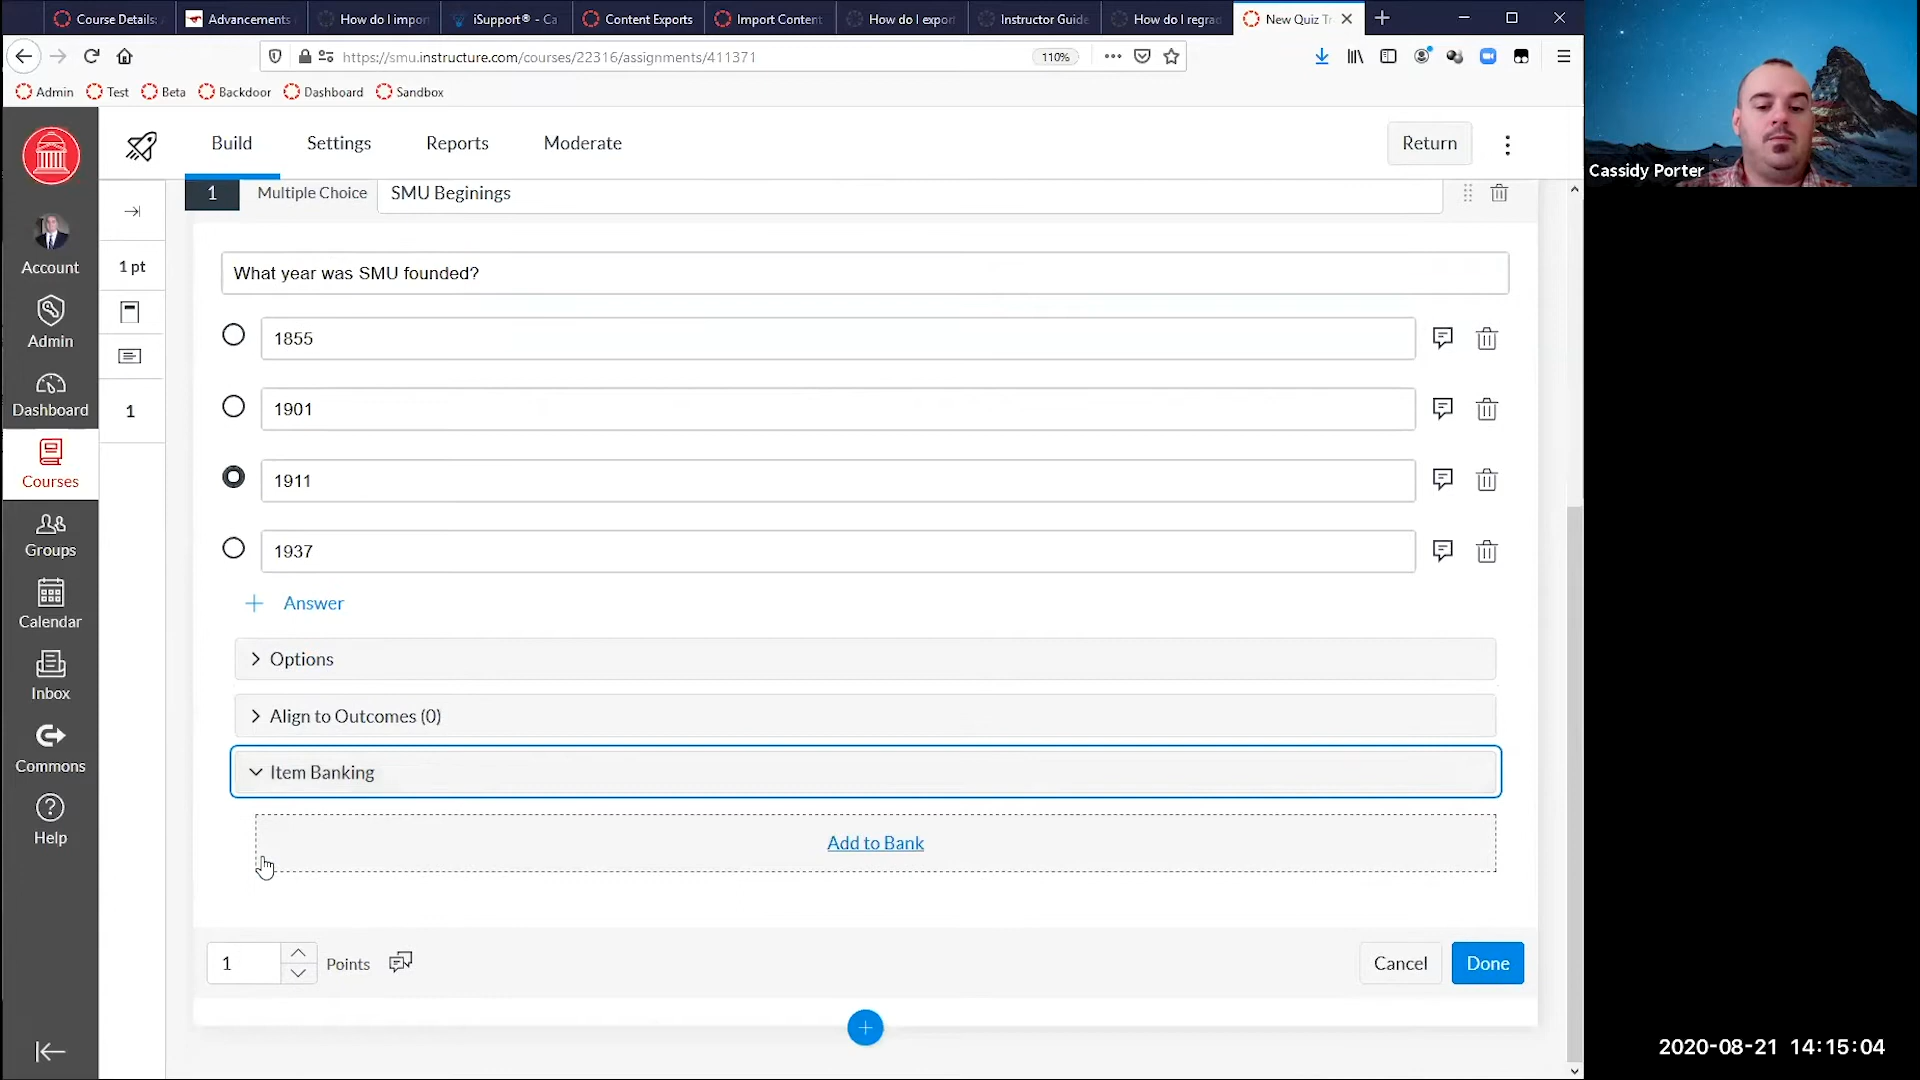 Course Details:
Advancements
How do I impor
iSupport® - Ca
Content Exports
Import Content
How do I expor
Instructor Guide
How do I regrad
New Quiz Tr
https://smu.instructure.com/courses/22316/assignments/411371
110%
Admin
Test
Beta
Backdoor
Dashboard
Sandbox
Build
Settings
Reports
Moderate
Return
Cassidy Porter
1
Multiple Choice
SMU Beginings
Account
Admin
Dashboard
Courses
Groups
Calendar
Inbox
Commons
Help
1 pt
1
What year was SMU founded?
1855
1901
1911
1937
Answer
Options
Align to Outcomes (0)
Item Banking
Add to Bank
1
Points
Cancel
Done
2020-08-21 14:15:04